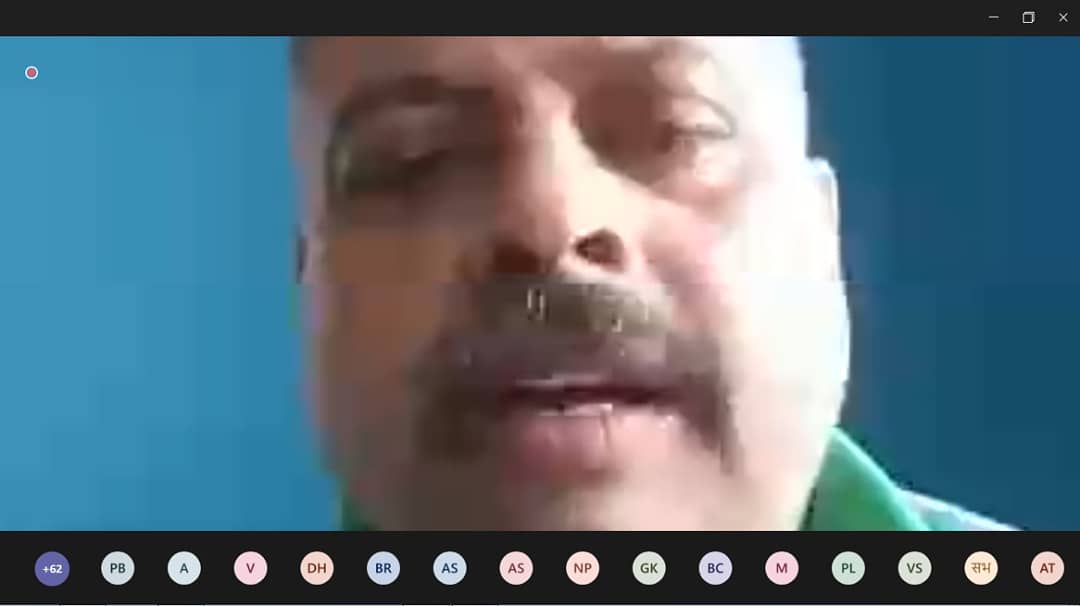 +62 PB A V DH BR AS AS NP GK BC M PL VS सभ AT